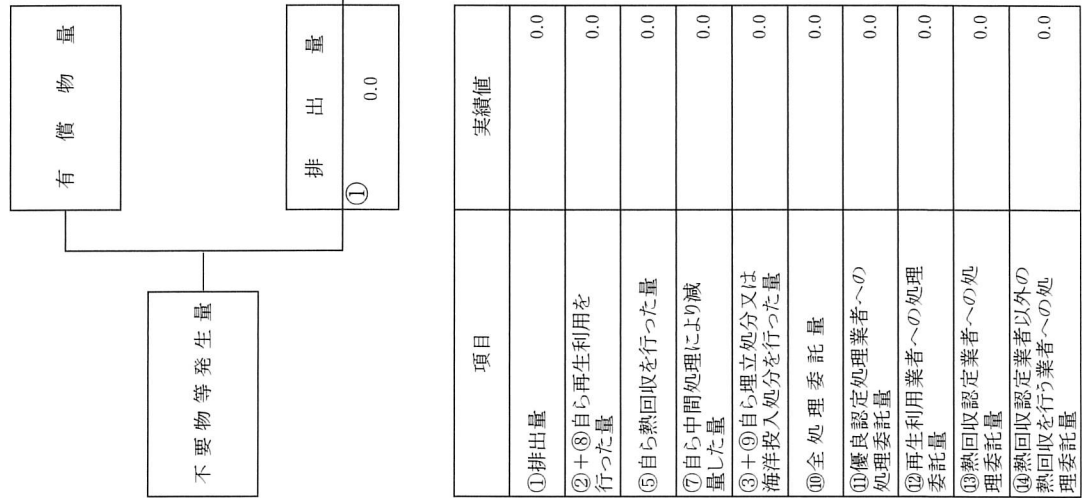 有償物量
排出量
①
0.0
不要物等発生量
項目
実績値
①排出量
0.0
②+⑧自ら再生利用を
行った量
0.0
⑤自ら熱回収を行った量
0.0
⑦自ら中間処理により減
量した量
0.0
③+⑨自ら埋立処分又は
海洋投入処分を行った量
0.0
⑩全処理委託量
0.0
⑪優良認定処理業者への
処理委託量
0.0
⑫再生利用業者への処理
委託量
0.0
⑬熱回収認定業者への処
理委託量
0.0
⑭熱回収認定業者以外の
熱回収を行う業者への処
理委託量
0.0